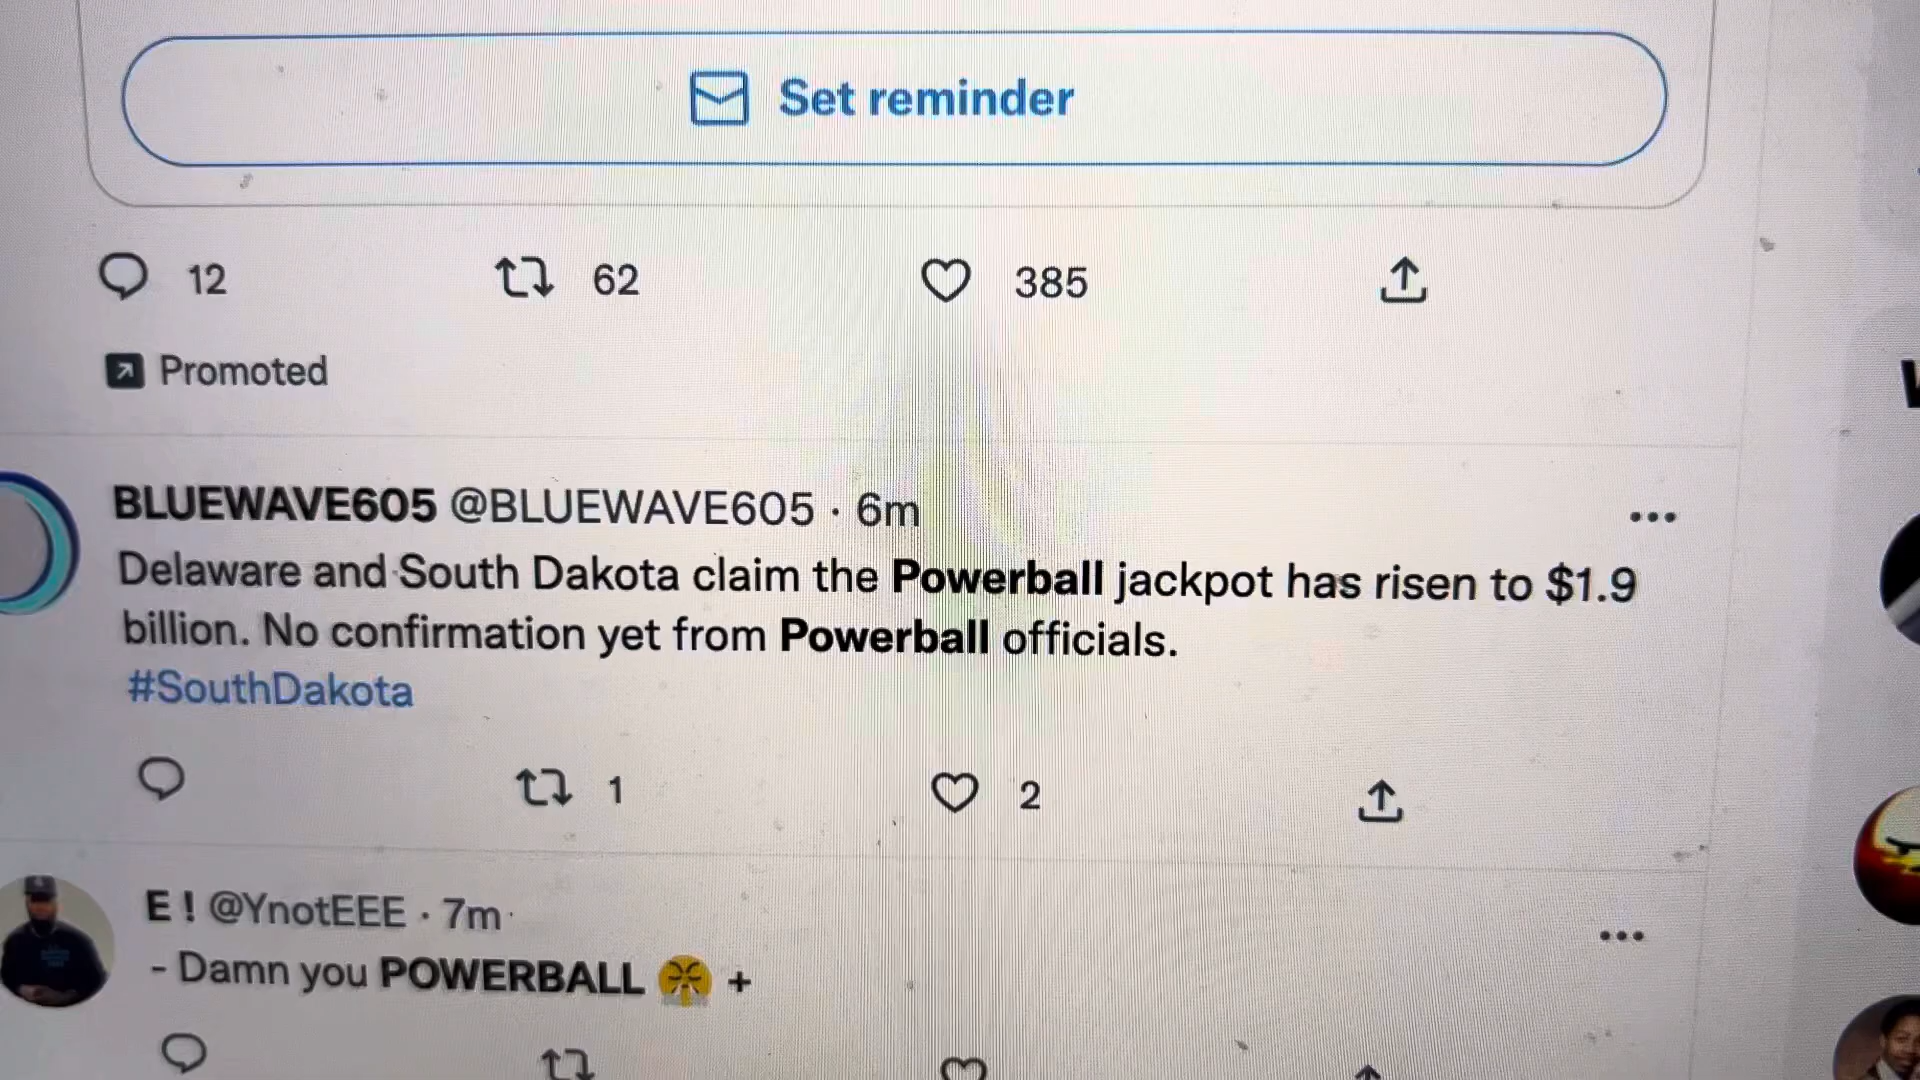 Set reminder
12 62 385
Promoted
BLUEWAVE605 @BLUEWAVE605 · 6m
Delaware and South Dakota claim the Powerball jackpot has risen to $1.9
billion. No confirmation yet from Powerball officials.
#SouthDakota
1 2
E ! @YnotEEE · 7m
- Damn you POWERBALL 😤 +